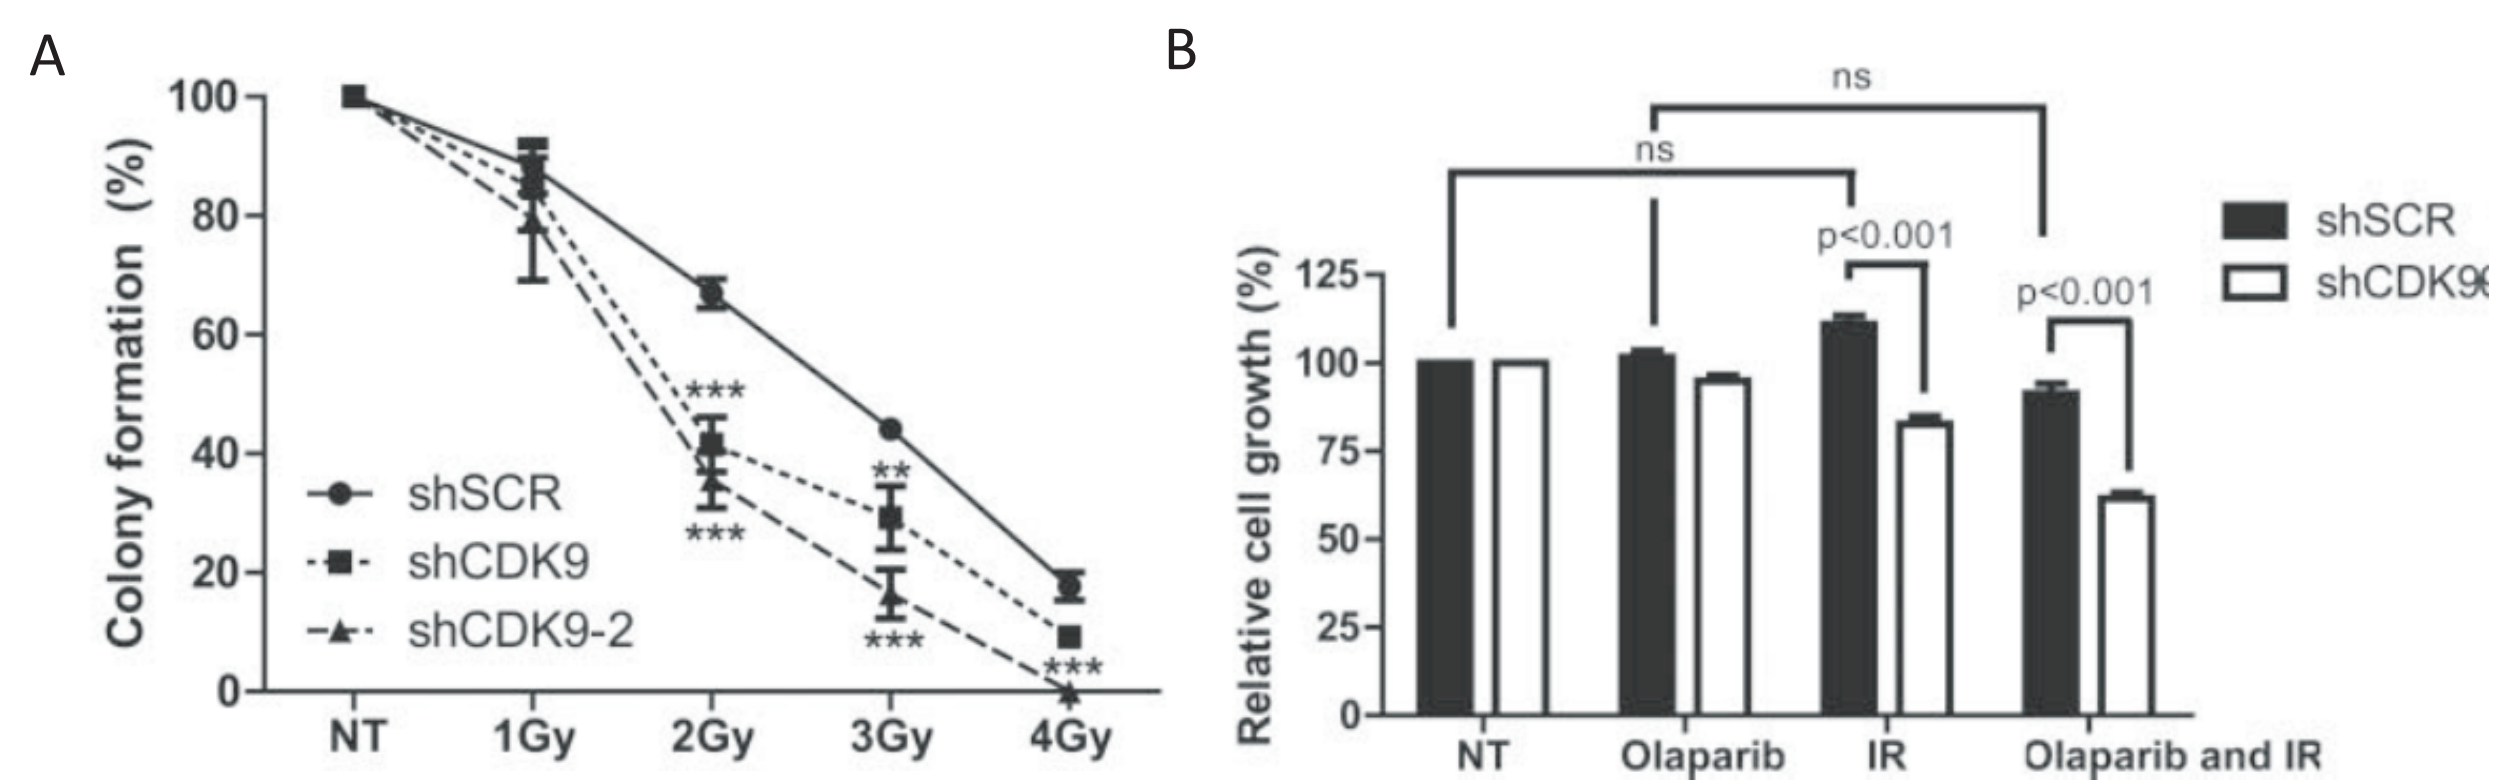 A
Colony formation (%)
100
80
60
40
20
0
***
***
**
***
***
shSCR
shCDK9
shCDK9-2
NT 1Gy 2Gy 3Gy 4Gy
B
Relative cell growth (%)
125
100
75
50
25
0
ns
ns
p<0.001
p<0.001
shSCR
shCDK9
NT Olaparib IR Olaparib and IR